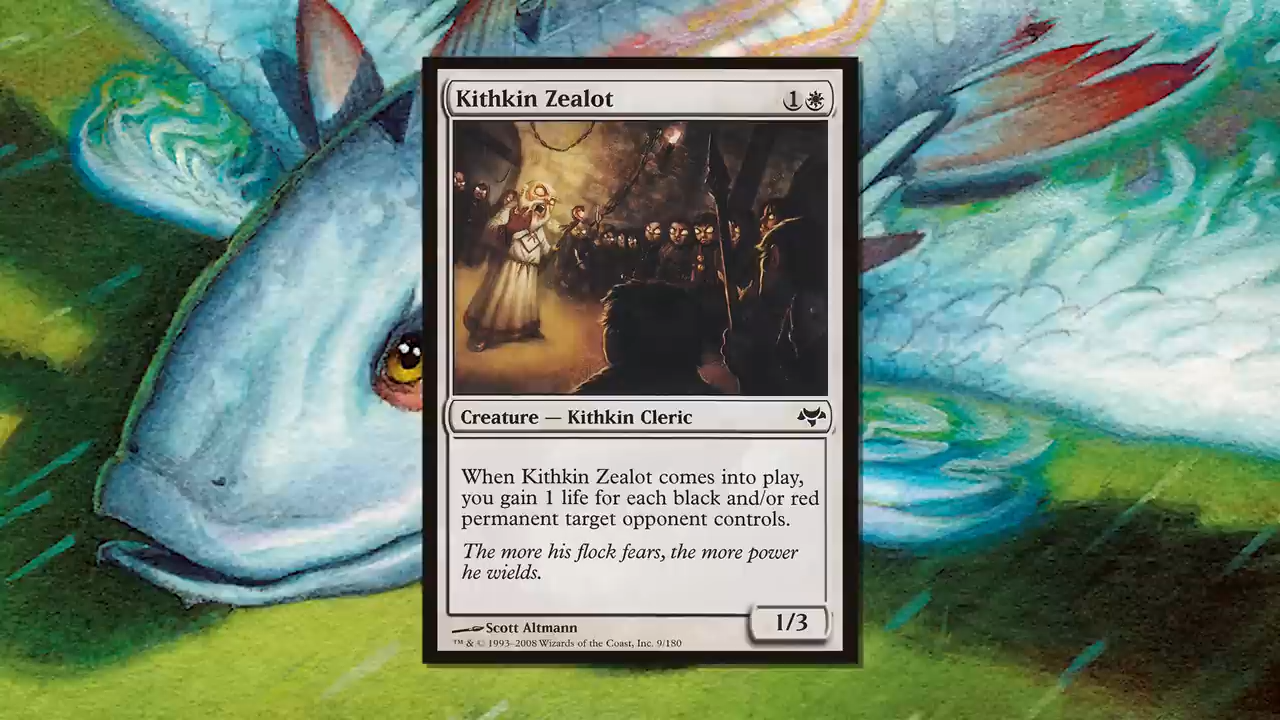 Kithkin Zealot
1
Creature — Kithkin Cleric
When Kithkin Zealot comes into play,
you gain 1 life for each black and/or red
permanent target opponent controls.
The more his flock fears, the more power
he wields.
1/3
Scott Altmann
™ & © 1993–2008 Wizards of the Coast, Inc. 9/180